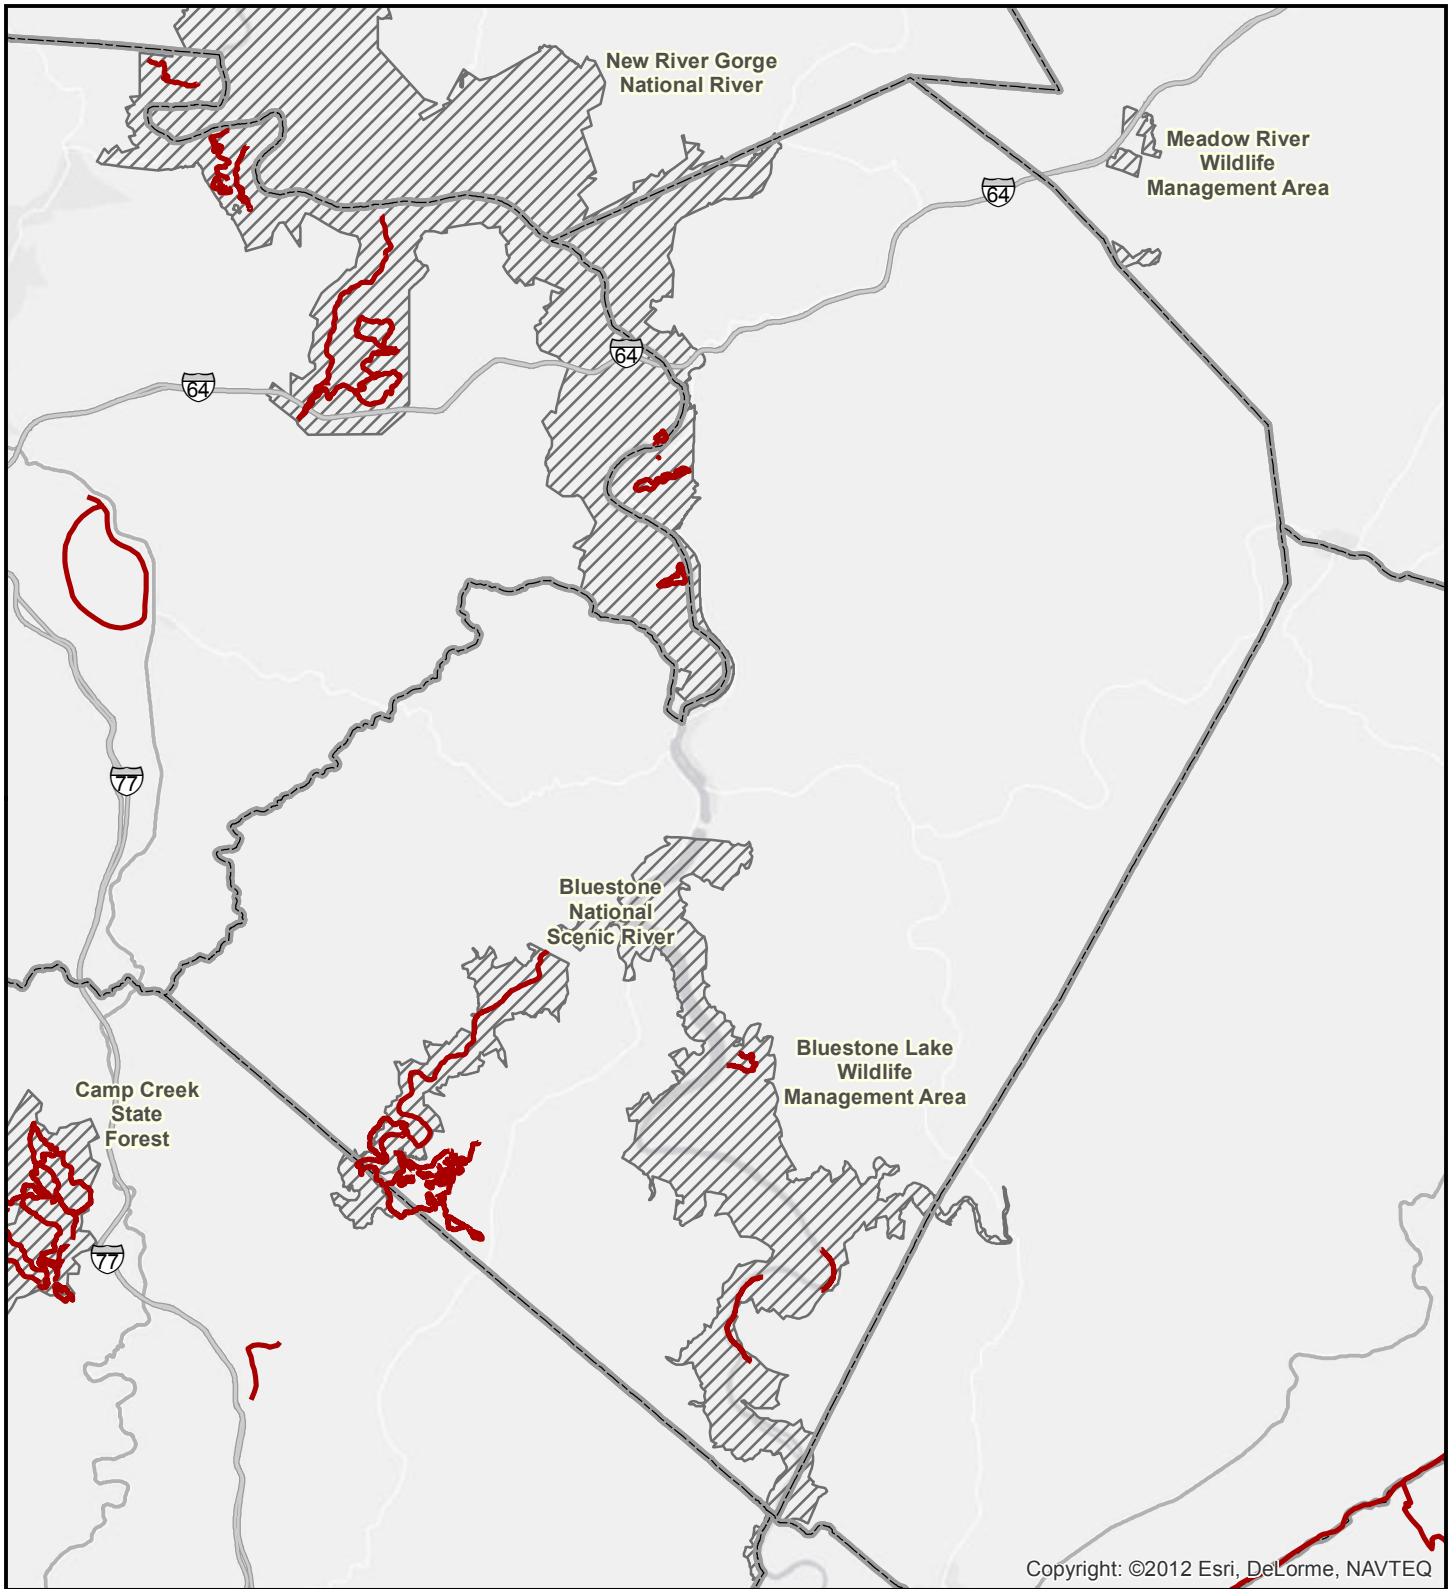 New River Gorge
National River
Meadow River
Wildlife
Management Area
64
64
64
77
Bluestone
National
Scenic River
Bluestone Lake
Wildlife
Management Area
Camp Creek
State
Forest
77
Copyright: ©2012 Esri, DeLorme, NAVTEQ